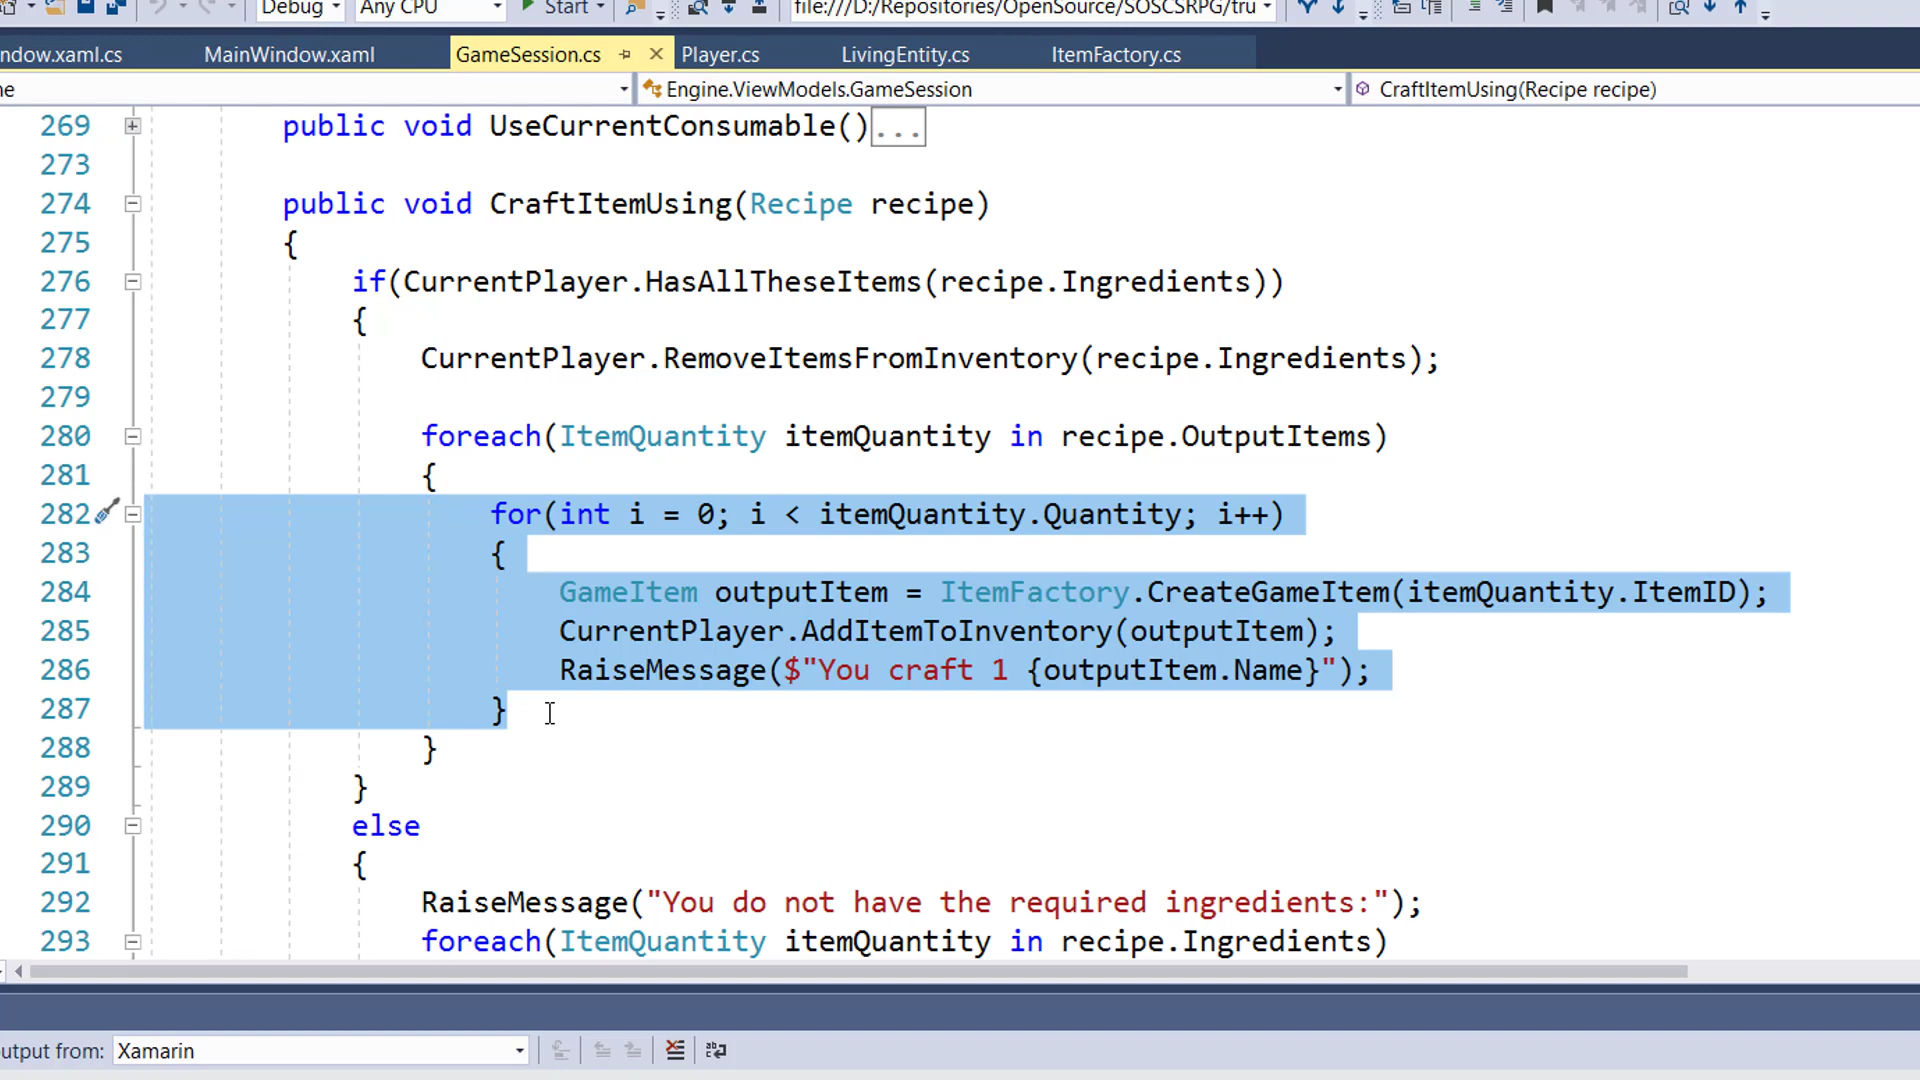 Debug Any CPU Start file:///D:/Repositories/OpenSource/SOSCSRPG/tru
ndow.xaml.cs MainWindow.xaml GameSession.cs Player.cs LivingEntity.cs ItemFactory.cs
ne Engine.ViewModels.GameSession CraftItemUsing(Recipe recipe)
269 public void UseCurrentConsumable()...
273
274 public void CraftItemUsing(Recipe recipe)
275 {
276 if(CurrentPlayer.HasAllTheseItems(recipe.Ingredients))
277 {
278 CurrentPlayer.RemoveItemsFromInventory(recipe.Ingredients);
279
280 foreach(ItemQuantity itemQuantity in recipe.OutputItems)
281 {
282 for(int i = 0; i < itemQuantity.Quantity; i++)
283 {
284 GameItem outputItem = ItemFactory.CreateGameItem(itemQuantity.ItemID);
285 CurrentPlayer.AddItemToInventory(outputItem);
286 RaiseMessage($"You craft 1 {outputItem.Name}");
287 }
288 }
289 }
290 else
291 {
292 RaiseMessage("You do not have the required ingredients:");
293 foreach(ItemQuantity itemQuantity in recipe.Ingredients)
utput from: Xamarin